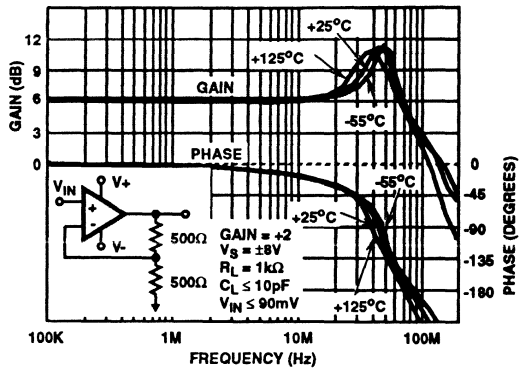 12
9
6
3
0
GAIN (dB)
+25°C
+125°C
GAIN
-55°C
PHASE
0
-45
-90
-135
-180
PHASE (DEGREES)
-55°C
+25°C
+125°C
V+
VIN
+
-
V-
500Ω
500Ω
GAIN = +2
VS = ±8V
RL = 1kΩ
CL ≤ 10pF
VIN ≤ 90mV
100K
1M
10M
100M
FREQUENCY (Hz)